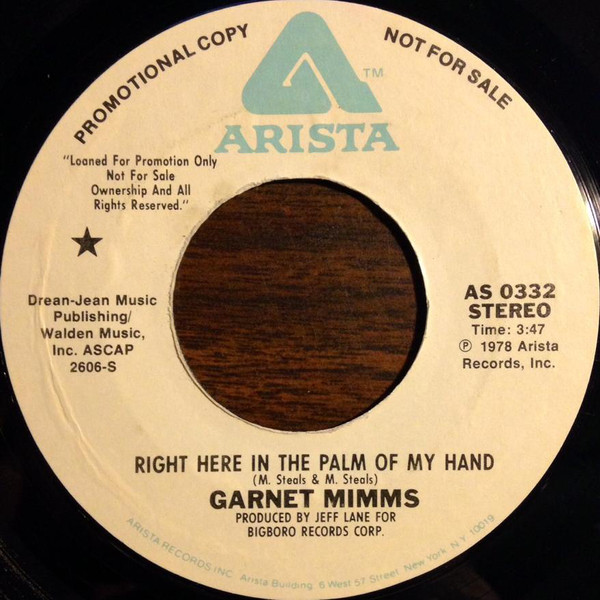 PROMOTIONAL COPY
NOT FOR SALE
TM
ARISTA
"Loaned For Promotion Only
Not For Sale
Ownership And All
Rights Reserved."
Drean-Jean Music
Publishing/
Walden Music,
Inc. ASCAP
2606-S
AS 0332
STEREO
Time: 3:47
℗ 1978 Arista
Records, Inc.
RIGHT HERE IN THE PALM OF MY HAND
(M. Steals & M. Steals)
GARNET MIMMS
PRODUCED BY JEFF LANE FOR
BIGBORO RECORDS CORP.
ARISTA RECORDS INC. Arista Building, 6 West 57 Street, New York, N.Y. 10019